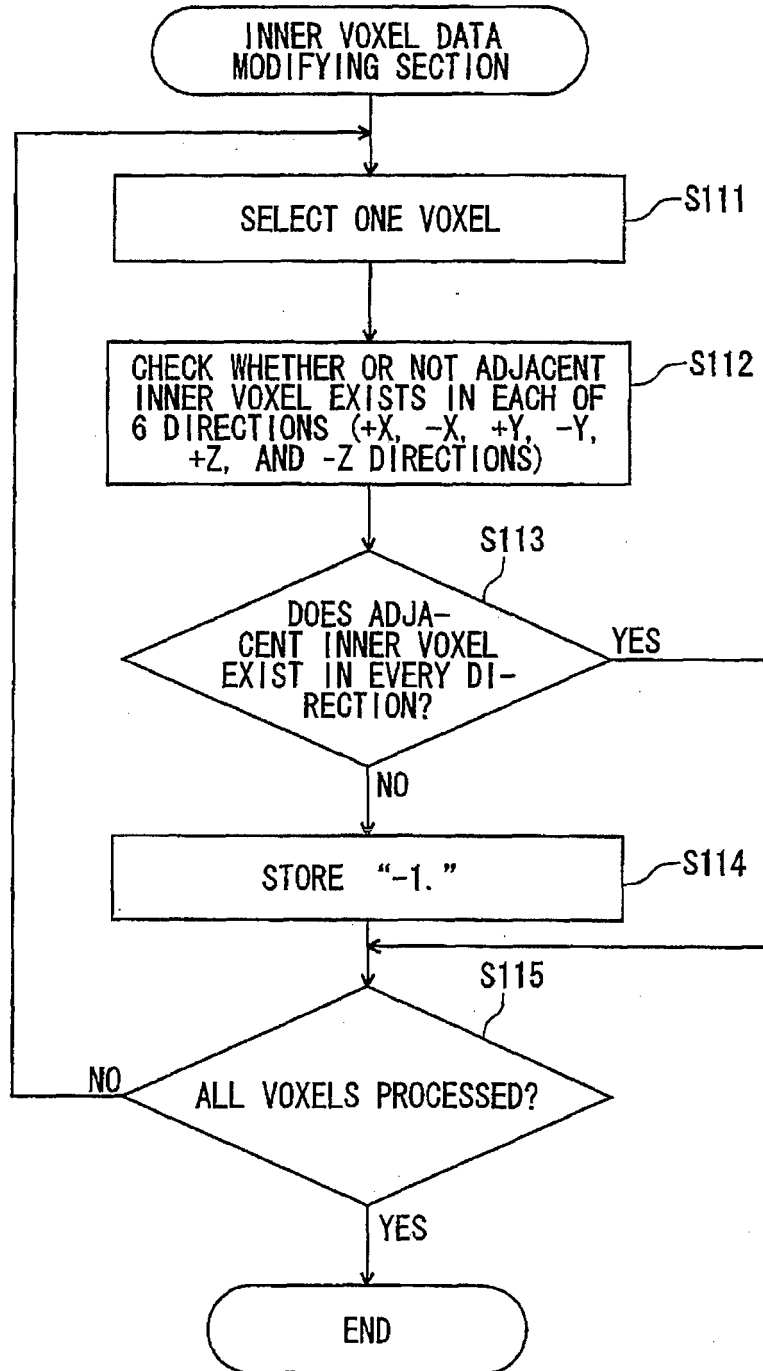 INNER VOXEL DATA
MODIFYING SECTION
SELECT ONE VOXEL
S111
CHECK WHETHER OR NOT ADJACENT
INNER VOXEL EXISTS IN EACH OF
6 DIRECTIONS (+X, -X, +Y, -Y,
+Z, AND -Z DIRECTIONS)
S112
S113
DOES ADJA-
CENT INNER VOXEL
EXIST IN EVERY DI-
RECTION?
YES
NO
STORE “-1.”
S114
S115
NO
ALL VOXELS PROCESSED?
YES
END